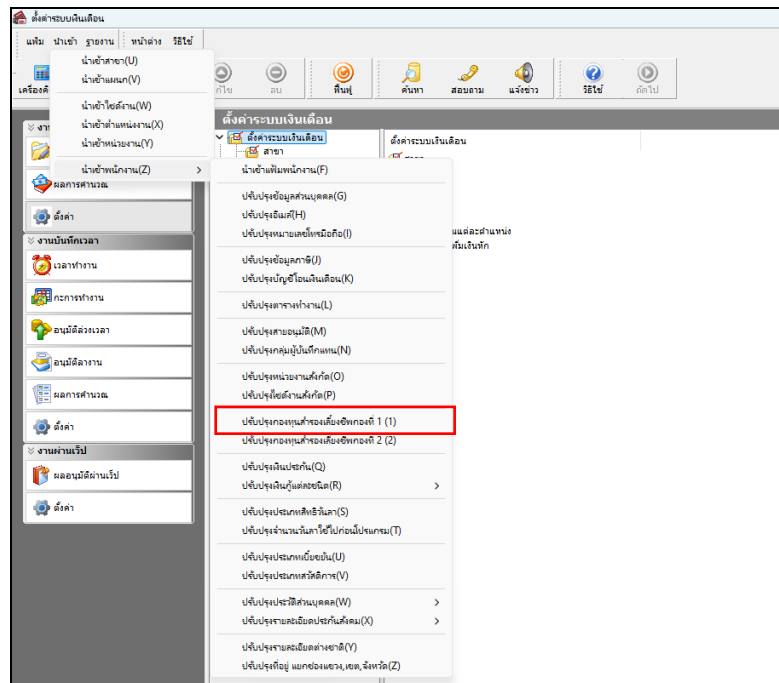 ตั้งค่าระบบเงินเดือน
แฟ้ม นำเข้า ฐานงาน หน้าต่าง วิธีใช้
นำเข้าสาขา(U)
นำเข้าแผนก(V)
นำเข้าไซต์งาน(W)
นำเข้าตำแหน่งงาน(X)
นำเข้าหน่วยงาน(Y)
นำเข้าพนักงาน(Z)
ลบ ฟื้นฟู ค้นหา สอบถาม แจ้งข่าว วิธีใช้ ถัดไป
ตั้งค่าระบบเงินเดือน
ตั้งค่าระบบเงินเดือน
สาขา
ตั้งค่าระบบเงินเดือน
นำเข้าแฟ้มพนักงาน(F)
ปรับปรุงข้อมูลส่วนบุคคล(G)
ปรับปรุงอีเมล์(H)
ปรับปรุงหมายเลขโทรมือถือ(I)
ปรับปรุงข้อมูลภาษี(J)
ปรับปรุงบัญชีโอนเงินเดือน(K)
ปรับปรุงตารางทำงาน(L)
ปรับปรุงสายอนุมัติ(M)
ปรับปรุงกลุ่มผู้บันทึกแทน(N)
ปรับปรุงหน่วยงานสังกัด(O)
ปรับปรุงไซต์งานสังกัด(P)
ปรับปรุงกองทุนสำรองเลี้ยงชีพกองที่ 1 (1)
ปรับปรุงกองทุนสำรองเลี้ยงชีพกองที่ 2 (2)
ปรับปรุงเงินประกัน(Q)
ปรับปรุงเงินกู้แต่ละชนิด(R)
ปรับปรุงประเภทสิทธิวันลา(S)
ปรับปรุงจำนวนวันลาใช้ไปก่อนโปรแกรม(T)
ปรับปรุงประเภทเบี้ยขยัน(U)
ปรับปรุงประเภทสวัสดิการ(V)
ปรับปรุงประวัติส่วนบุคคล(W)
ปรับปรุงรายละเอียดประกันสังคม(X)
ปรับปรุงรายละเอียดต่างชาติ(Y)
ปรับปรุงที่อยู่ แยกช่องแขวง,เขต,จังหวัด(Z)
ผลการคำนวณ
ตั้งค่า
งานบันทึกเวลา
เวลาทำงาน
กะการทำงาน
อนุมัติล่วงเวลา
อนุมัติลางาน
ผลการคำนวณ
ตั้งค่า
งานผ่านเว็ป
ผลอนุมัติผ่านเว็ป
ตั้งค่า